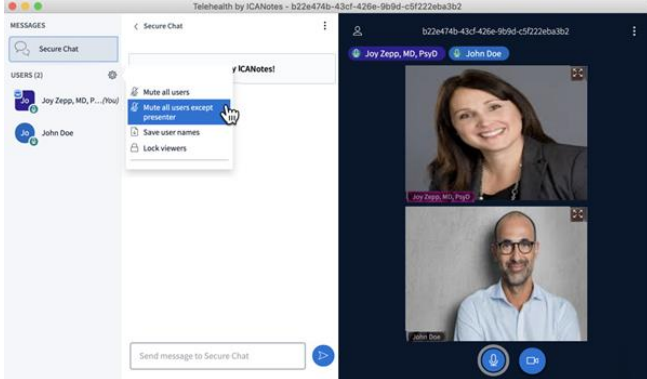 Telehealth by ICANotes - b22e474b-43cf-426e-9b9d-c5f222eba3b2
MESSAGES
Secure Chat
USERS (2)
Jo
Joy Zepp, MD, P... (You)
Jo
John Doe
Secure Chat
y ICANotes!
Mute all users
Mute all users except
presenter
Save user names
Lock viewers
Send message to Secure Chat
b22e474b-43cf-426e-9b9d-c5f222eba3b2
Joy Zepp, MD, PsyD
John Doe
Joy Zepp, MD, PsyD
John Doe